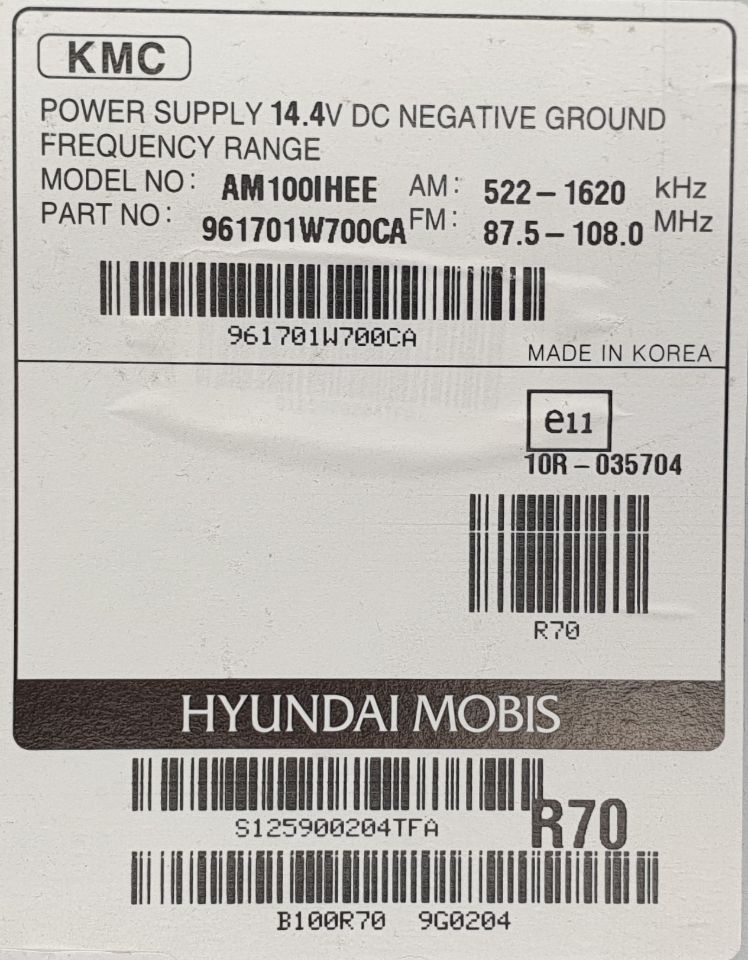 KMC
POWER SUPPLY 14.4V DC NEGATIVE GROUND
FREQUENCY RANGE
MODEL NO: AM100IHEE AM: 522-1620 kHz
PART NO: 961701W700CA FM: 87.5-108.0 MHz
961701W700CA
MADE IN KOREA
e11
10R-035704
R70
HYUNDAI MOBIS
S125900204TFA
R70
B100R70 9G0204